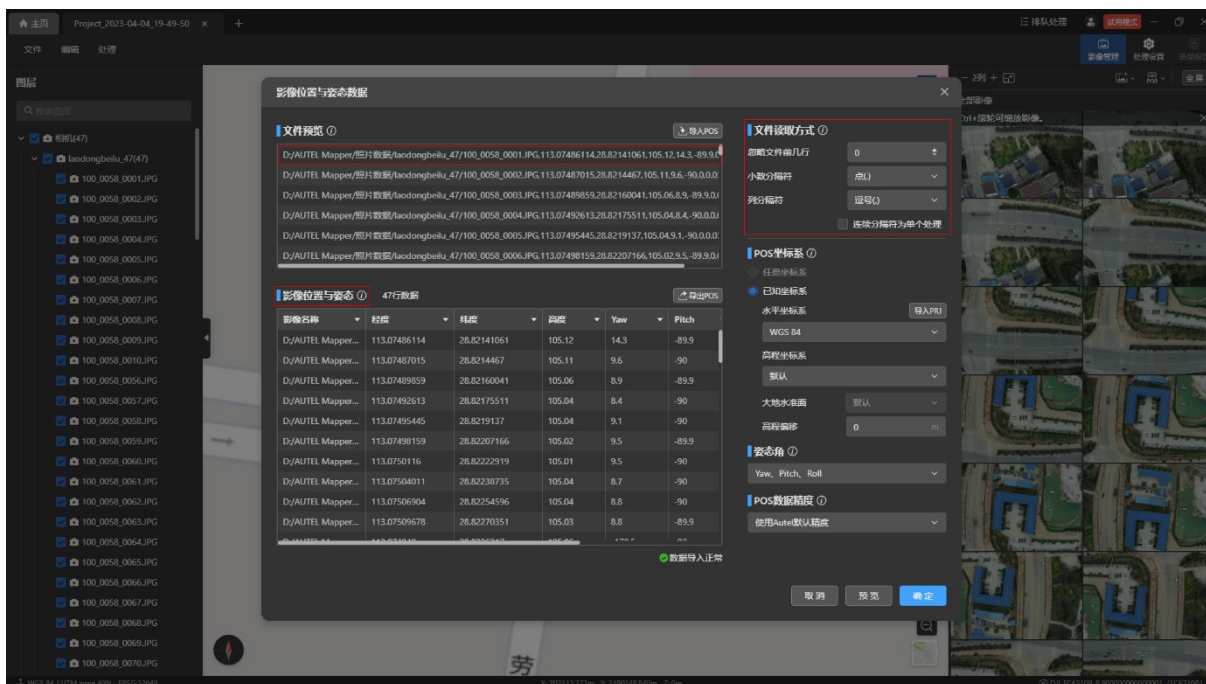 主页 Project_2023-04-04_19-49-50 × + 排队处理 试用模式
文件 编辑 处理 影像管理 处理设置
图层 2列 + 全屏
相机(47) Ctrl+滚轮可缩放影像。
laodongbeilu_47(47)
100_0058_0001.JPG
100_0058_0002.JPG
100_0058_0003.JPG
100_0058_0004.JPG
100_0058_0005.JPG
100_0058_0006.JPG
100_0058_0007.JPG
100_0058_0008.JPG
100_0058_0009.JPG
100_0058_0010.JPG
100_0058_0056.JPG
100_0058_0057.JPG
100_0058_0058.JPG
100_0058_0059.JPG
100_0058_0060.JPG
100_0058_0061.JPG
100_0058_0062.JPG
100_0058_0063.JPG
100_0058_0064.JPG
100_0058_0065.JPG
100_0058_0066.JPG
100_0058_0067.JPG
100_0058_0068.JPG
100_0058_0069.JPG
100_0058_0070.JPG
影像位置与姿态数据
文件预览 导入POS
D:/AUTEL Mapper/照片数据/laodongbeilu_47/100_0058_0001.JPG,113.07486114,28.82141061,105.12,14.3,-89.9,0
D:/AUTEL Mapper/照片数据/laodongbeilu_47/100_0058_0002.JPG,113.07487015,28.8214467,105.11,9.6,-90,0.0.0
D:/AUTEL Mapper/照片数据/laodongbeilu_47/100_0058_0003.JPG,113.07489859,28.82160041,105.06,8.9,-89.9,0.
D:/AUTEL Mapper/照片数据/laodongbeilu_47/100_0058_0004.JPG,113.07492613,28.82175511,105.04,8.4,-90,0.0.
D:/AUTEL Mapper/照片数据/laodongbeilu_47/100_0058_0005.JPG,113.07495445,28.8219137,105.04,9.1,-90,0.0.0
D:/AUTEL Mapper/照片数据/laodongbeilu_47/100_0058_0006.JPG,113.07498159,28.82207166,105.02,9.5,-89.9,0.
影像位置与姿态 47行数据 导出POS
影像名称 经度 纬度 高度 Yaw Pitch
D:/AUTEL Mapper... 113.07486114 28.82141061 105.12 14.3 -89.9
D:/AUTEL Mapper... 113.07487015 28.8214467 105.11 9.6 -90
D:/AUTEL Mapper... 113.07489859 28.82160041 105.06 8.9 -89.9
D:/AUTEL Mapper... 113.07492613 28.82175511 105.04 8.4 -90
D:/AUTEL Mapper... 113.07495445 28.8219137 105.04 9.1 -90
D:/AUTEL Mapper... 113.07498159 28.82207166 105.02 9.5 -89.9
D:/AUTEL Mapper... 113.0750116 28.82222919 105.01 9.5 -90
D:/AUTEL Mapper... 113.07504011 28.82238735 105.04 8.7 -90
D:/AUTEL Mapper... 113.07506904 28.82254596 105.04 8.8 -90
D:/AUTEL Mapper... 113.07509678 28.82270351 105.03 8.8 -89.9
数据导入正常
文件读取方式
忽略文件前几行 0
小数分隔符 点(.)
列分隔符 逗号(,)
连续分隔符为单个处理
POS坐标系
任意坐标系
已知坐标系
水平坐标系 导入PRJ
WGS 84
高程坐标系
默认
大地水准面 默认
高程偏移 0 m
姿态角
Yaw、Pitch、Roll
POS数据精度
使用Autel默认精度
取消 预览 确定
劳